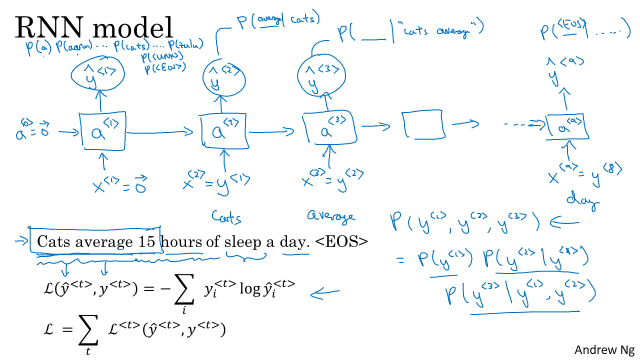 RNN model
P(average | cats)
P( ___ | "cats average")
P(<EOS> | .....)
P(a) P(aaron) ... P(cats) .... P(zulu)
P(<UNK>)
P(<EOS>)
ŷ<1> ŷ<2> ŷ<3> ŷ<9>
a<0>=0⃗ a<1> a<2> a<3> ..... a<9>
x<1>=0⃗ x<2>=y<1> x<3>=y<2> x<9>=y<8>
Cats average day
Cats average 15 hours of sleep a day. <EOS>
P(y<1>, y<2>, y<3>)
= P(y<1>) P(y<2> | y<1>)
P(y<3> | y<1>, y<2>)
ℒ(ŷ<t>, y<t>) = −∑ᵢ yᵢ<t> log ŷᵢ<t>
ℒ = ∑ₜ ℒ<t>(ŷ<t>, y<t>)
Andrew Ng